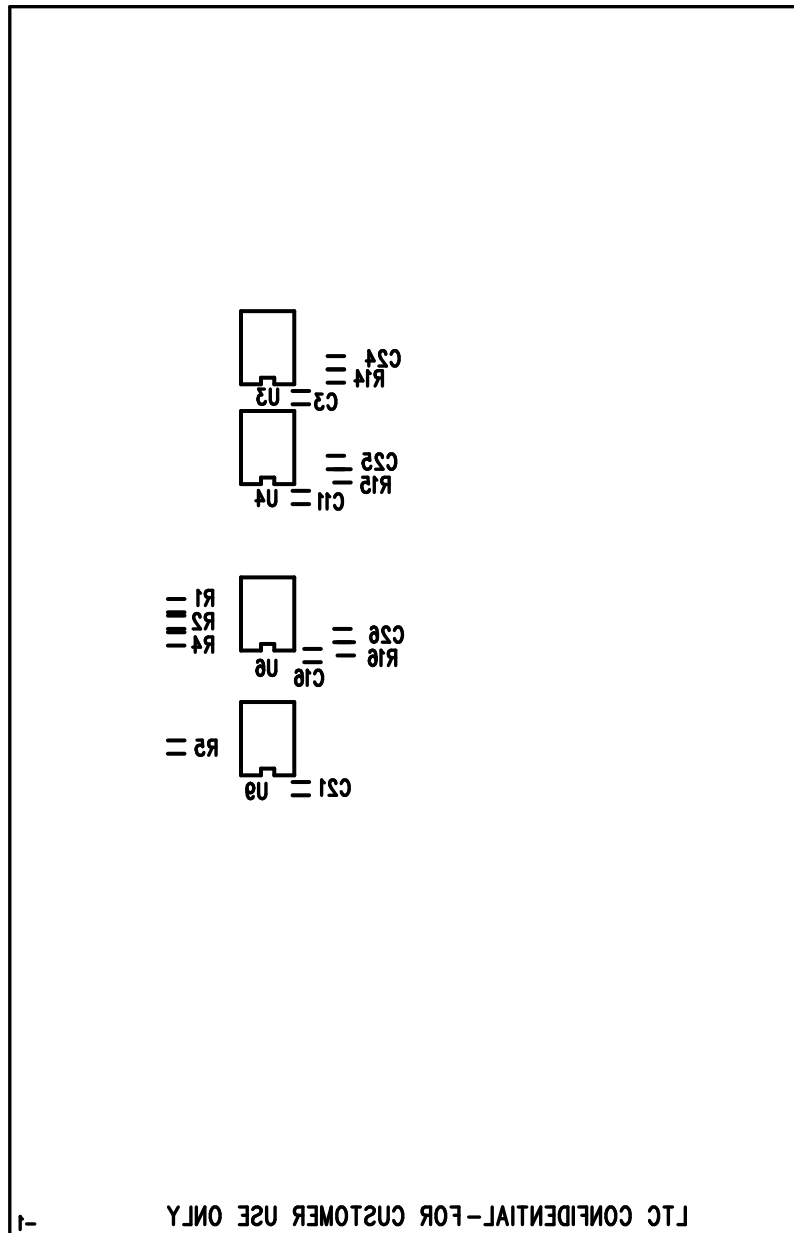 C24
R14
U3
C3
C25
R15
U4
C11
R1
R2
R4
C26
R16
U6
C16
R5
U9
C21
LTC CONFIDENTIAL-FOR CUSTOMER USE ONLY
-1